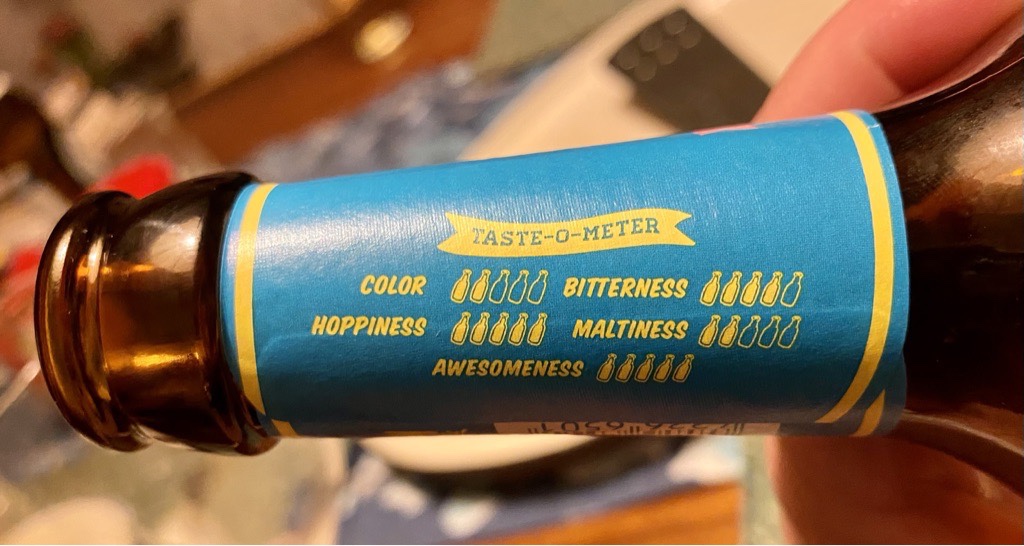 TASTE-O-METER
COLOR BITTERNESS
HOPPINESS MALTINESS
AWESOMENESS